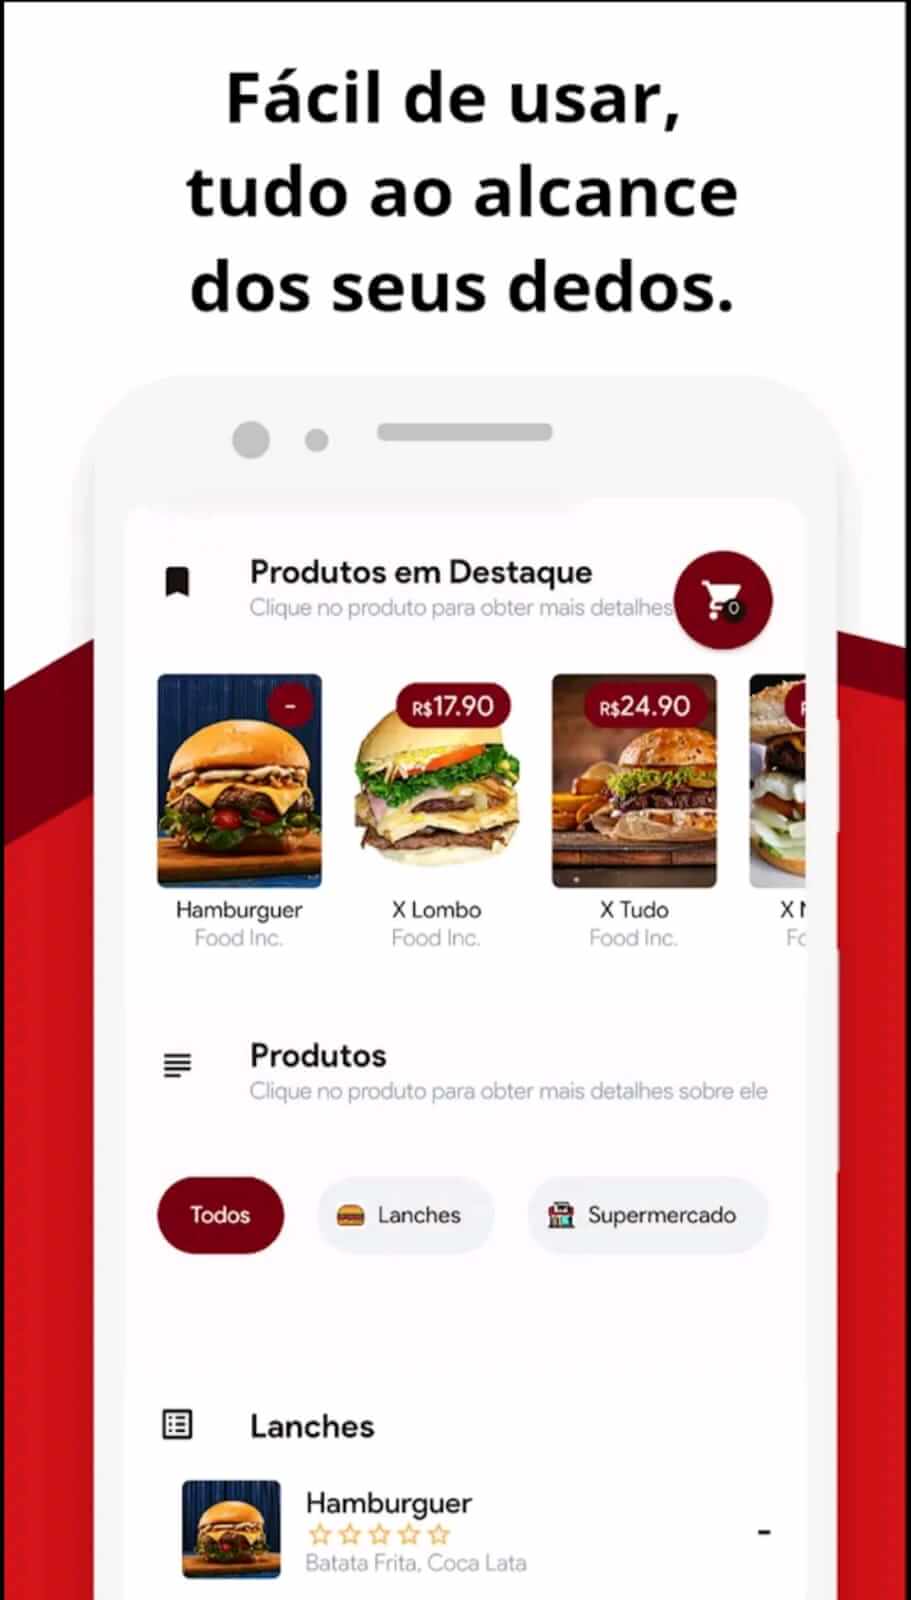 Fácil de usar,
tudo ao alcance
dos seus dedos.
Produtos em Destaque
Clique no produto para obter mais detalhes
0
-
R$17.90
R$24.90
R
Hamburguer
X Lombo
X Tudo
X
Food Inc.
Food Inc.
Food Inc.
Fo
Produtos
Clique no produto para obter mais detalhes sobre ele
Todos
Lanches
Supermercado
Lanches
Hamburguer
-
Batata Frita, Coca Lata